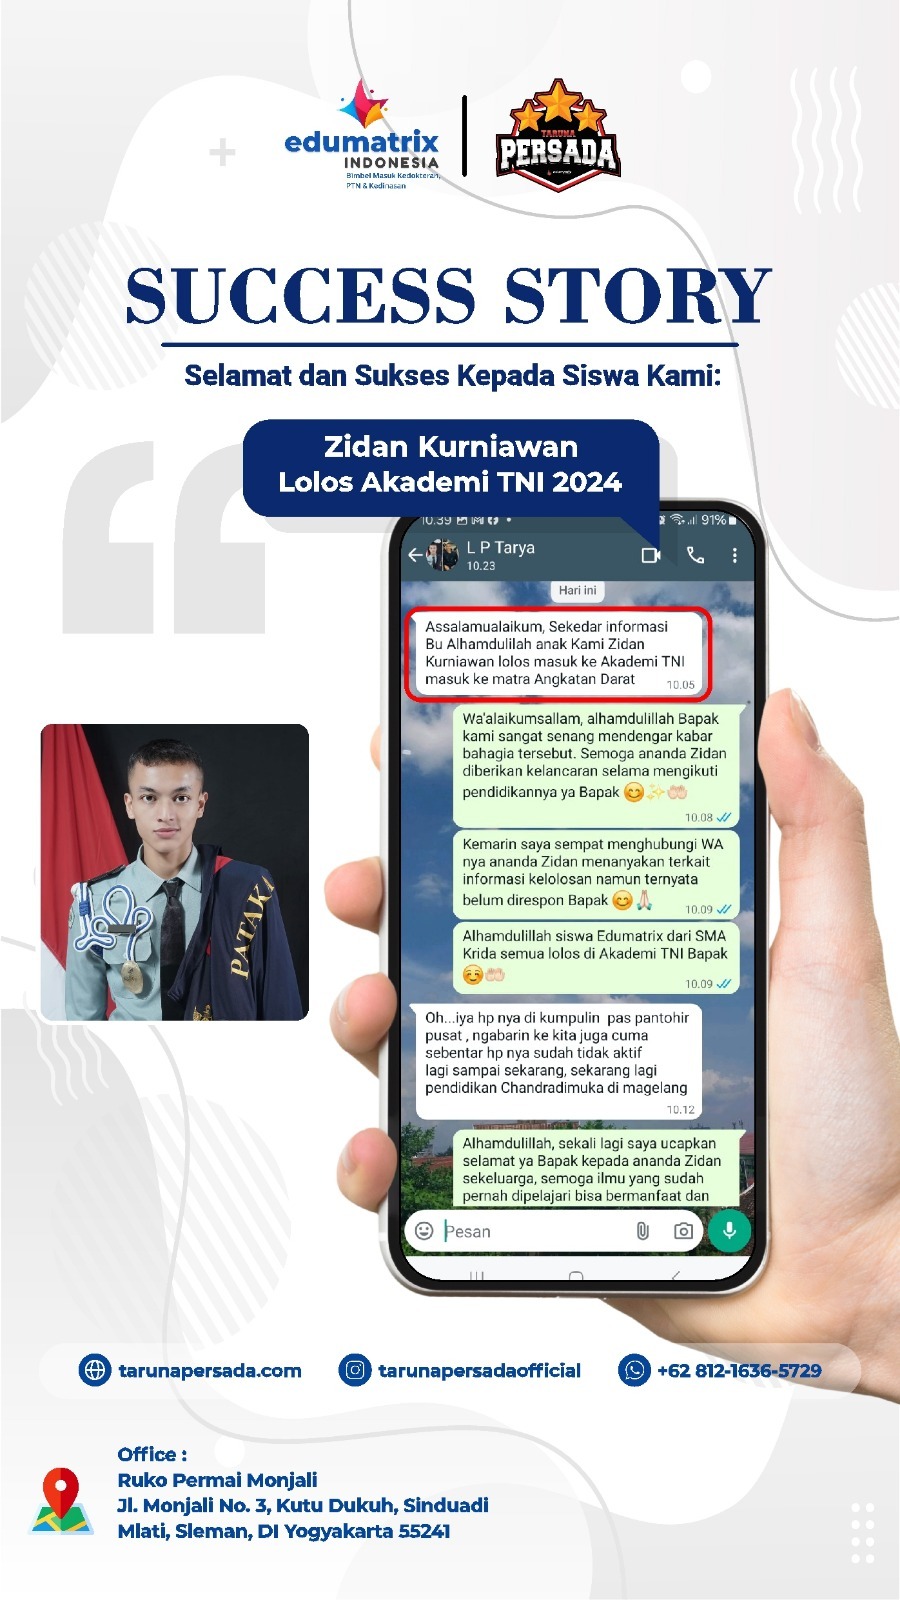 edumatrix
INDONESIA
Bimbel Masuk Kedokteran,
PTN & Kedinasan
TARUNA
PERSADA
SUCCESS STORY
Selamat dan Sukses Kepada Siswa Kami:
Zidan Kurniawan
Lolos Akademi TNI 2024
10.39
91%
L P Tarya
10.23
Hari ini
Assalamualaikum, Sekedar informasi
Bu Alhamdulilah anak Kami Zidan
Kurniawan lolos masuk ke Akademi TNI
masuk ke matra Angkatan Darat
10.05
Wa'alaikumsallam, alhamdulillah Bapak
kami sangat senang mendengar kabar
bahagia tersebut. Semoga ananda Zidan
diberikan kelancaran selama mengikuti
pendidikannya ya Bapak 😊✨🤲🏻
10.08
Kemarin saya sempat menghubungi WA
nya ananda Zidan menanyakan terkait
informasi kelolosan namun ternyata
belum direspon Bapak 😊🙏🏻
10.09
Alhamdulillah siswa Edumatrix dari SMA
Krida semua lolos di Akademi TNI Bapak
😊🤲🏻
10.09
Oh...iya hp nya di kumpulin pas pantohir
pusat , ngabarin ke kita juga cuma
sebentar hp nya sudah tidak aktif
lagi sampai sekarang, sekarang lagi
pendidikan Chandradimuka di magelang
10.12
Alhamdulillah, sekali lagi saya ucapkan
selamat ya Bapak kepada ananda Zidan
sekeluarga, semoga ilmu yang sudah
pernah dipelajari bisa bermanfaat dan
Pesan
PATAKA
tarunapersada.com
tarunapersadaofficial
+62 812-1636-5729
Office :
Ruko Permai Monjali
Jl. Monjali No. 3, Kutu Dukuh, Sinduadi
Mlati, Sleman, DI Yogyakarta 55241